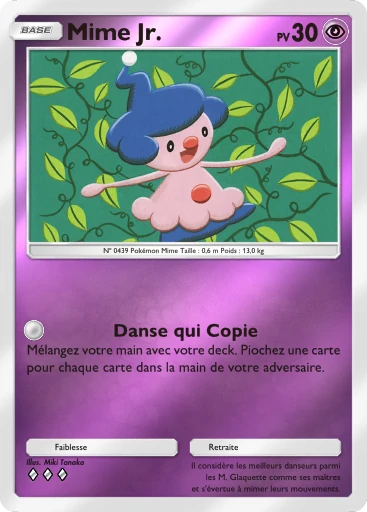 BASE
Mime Jr.
PV 30
N° 0439 Pokémon Mime Taille : 0,6 m Poids : 13,0 kg
Danse qui Copie
Mélangez votre main avec votre deck. Piochez une carte
pour chaque carte dans la main de votre adversaire.
Faiblesse
Retraite
Illus. Miki Tanaka
Il considère les meilleurs danseurs parmi
les M. Glaquette comme ses maîtres
et s'évertue à mimer leurs mouvements.